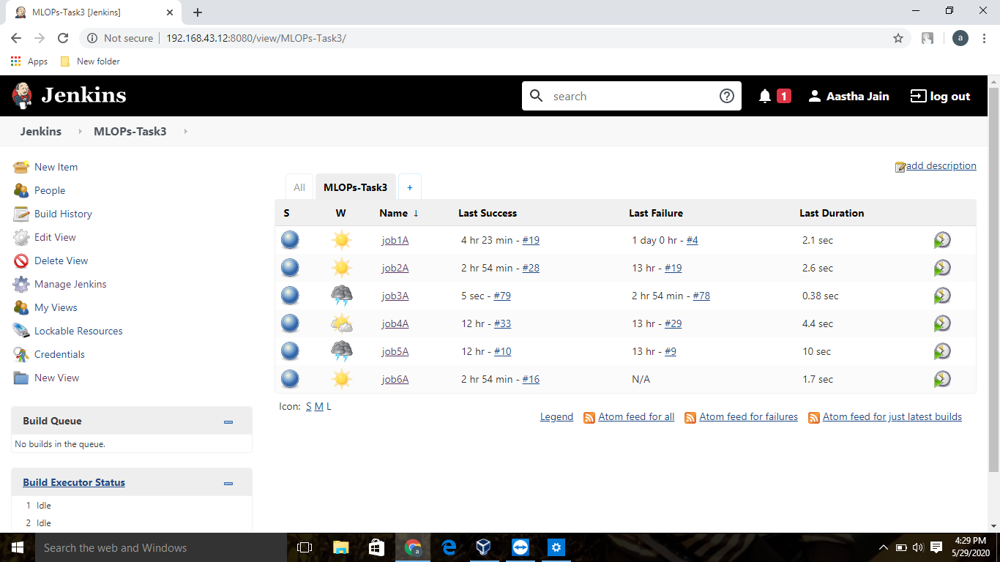 MLOPs-Task3 [Jenkins]
Not secure 192.168.43.12:8080/view/MLOPs-Task3/ a
Apps New folder
Jenkins search 1 Aastha Jain log out
Jenkins MLOPs-Task3
New Item
People
Build History
Edit View
Delete View
Manage Jenkins
My Views
Lockable Resources
Credentials
New View
Build Queue
No builds in the queue.
Build Executor Status
1 Idle
2 Idle
add description
All MLOPs-Task3 +
S W Name ↓ Last Success Last Failure Last Duration
job1A 4 hr 23 min - #19 1 day 0 hr - #4 2.1 sec
job2A 2 hr 54 min - #28 13 hr - #19 2.6 sec
job3A 5 sec - #79 2 hr 54 min - #78 0.38 sec
job4A 12 hr - #33 13 hr - #29 4.4 sec
job5A 12 hr - #10 13 hr - #9 10 sec
job6A 2 hr 54 min - #16 N/A 1.7 sec
Icon: S M L
Legend Atom feed for all Atom feed for failures Atom feed for just latest builds
Search the web and Windows
4:29 PM
5/29/2020